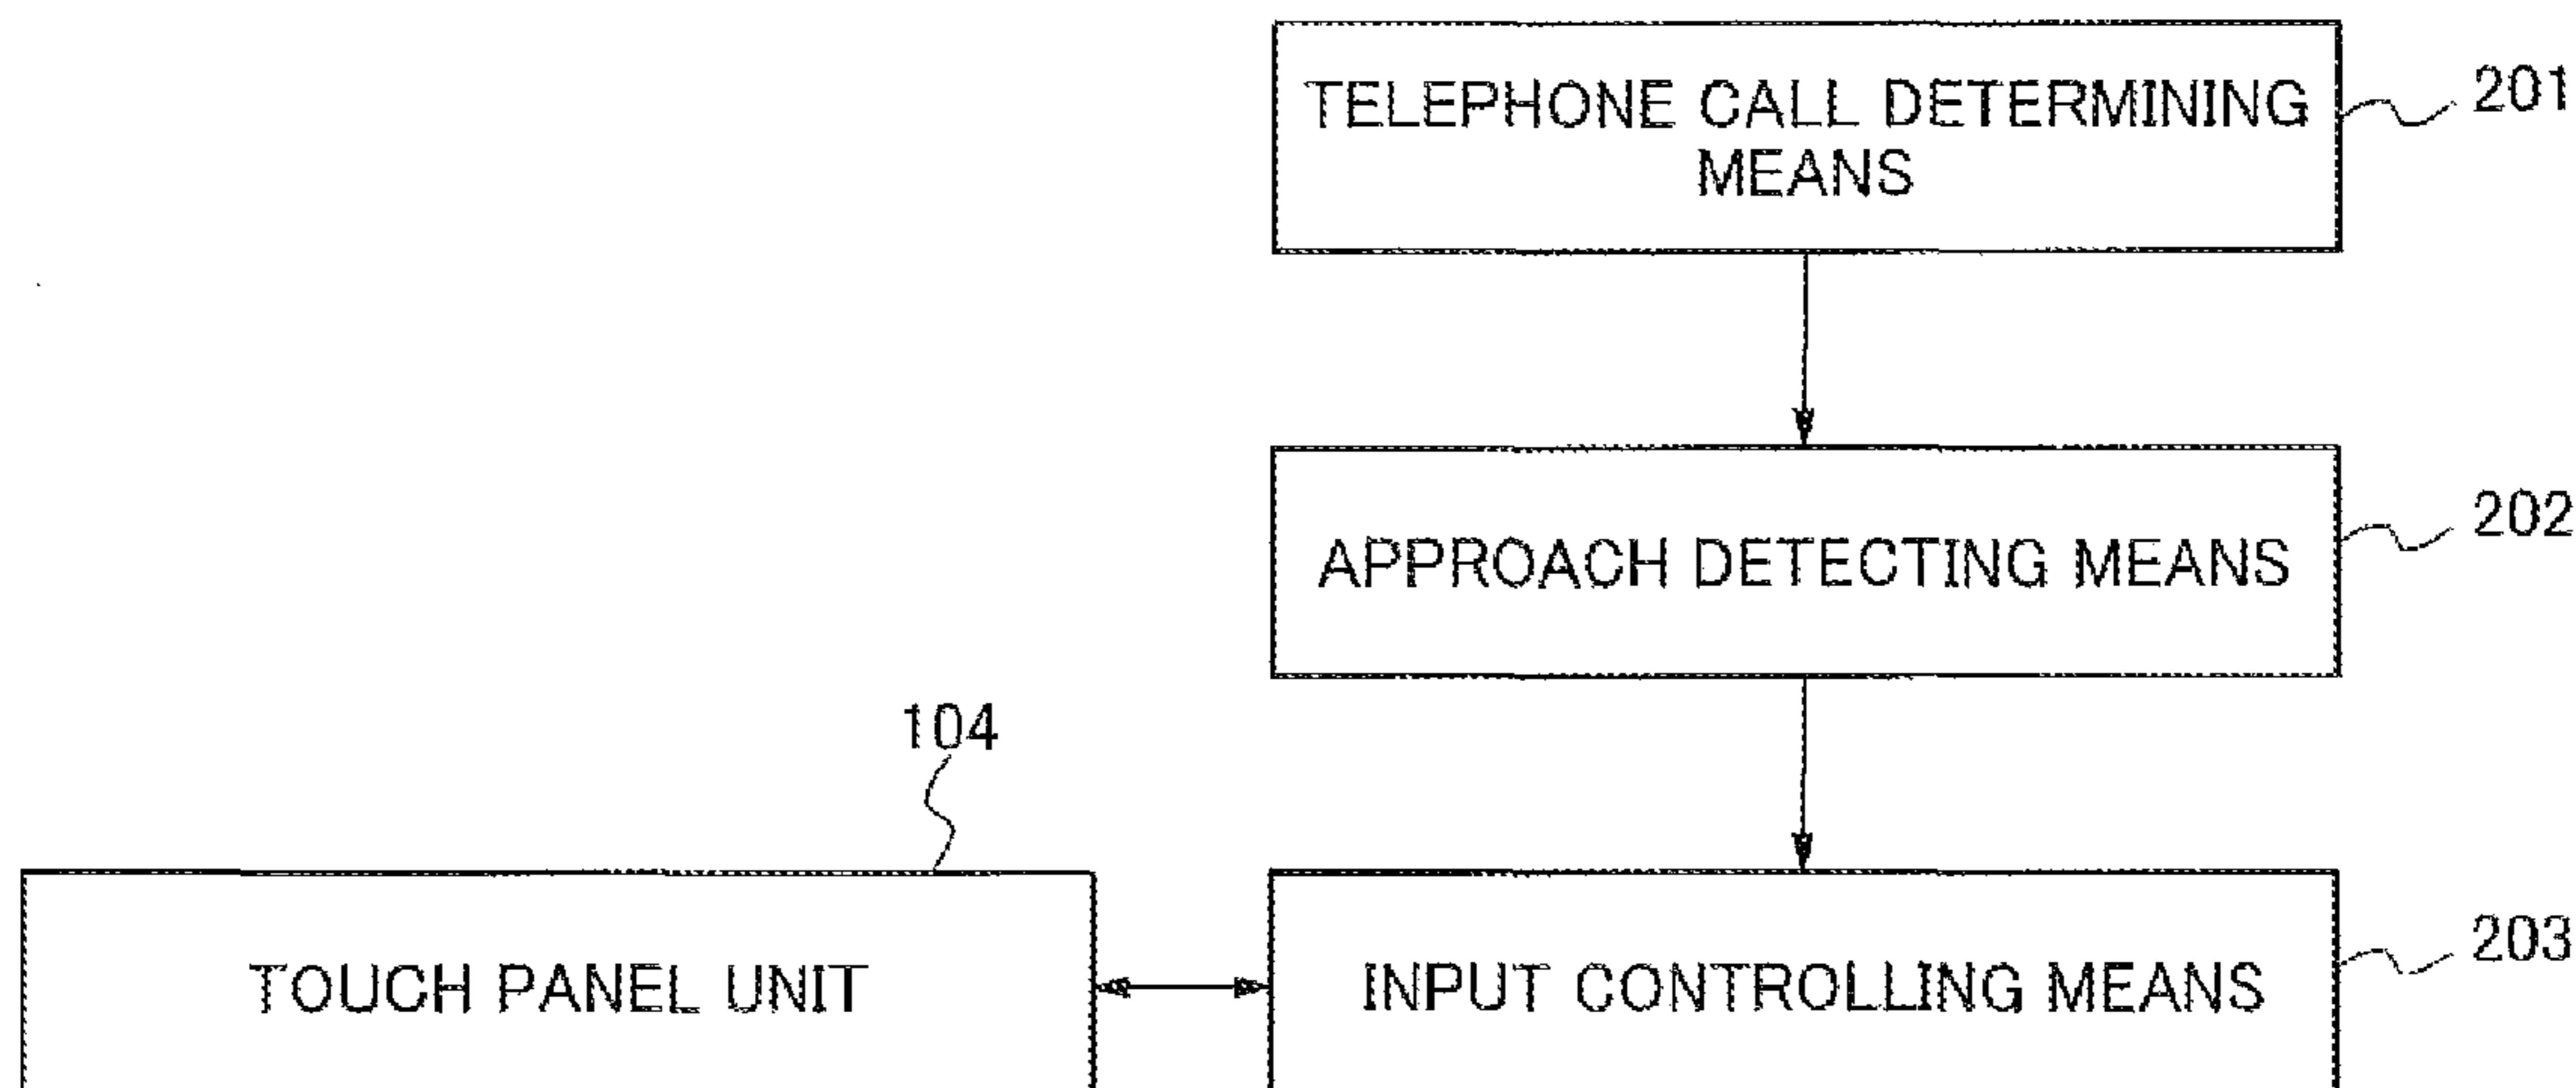 TELEPHONE CALL DETERMINING
MEANS
201
APPROACH DETECTING MEANS
202
104
TOUCH PANEL UNIT
INPUT CONTROLLING MEANS
203